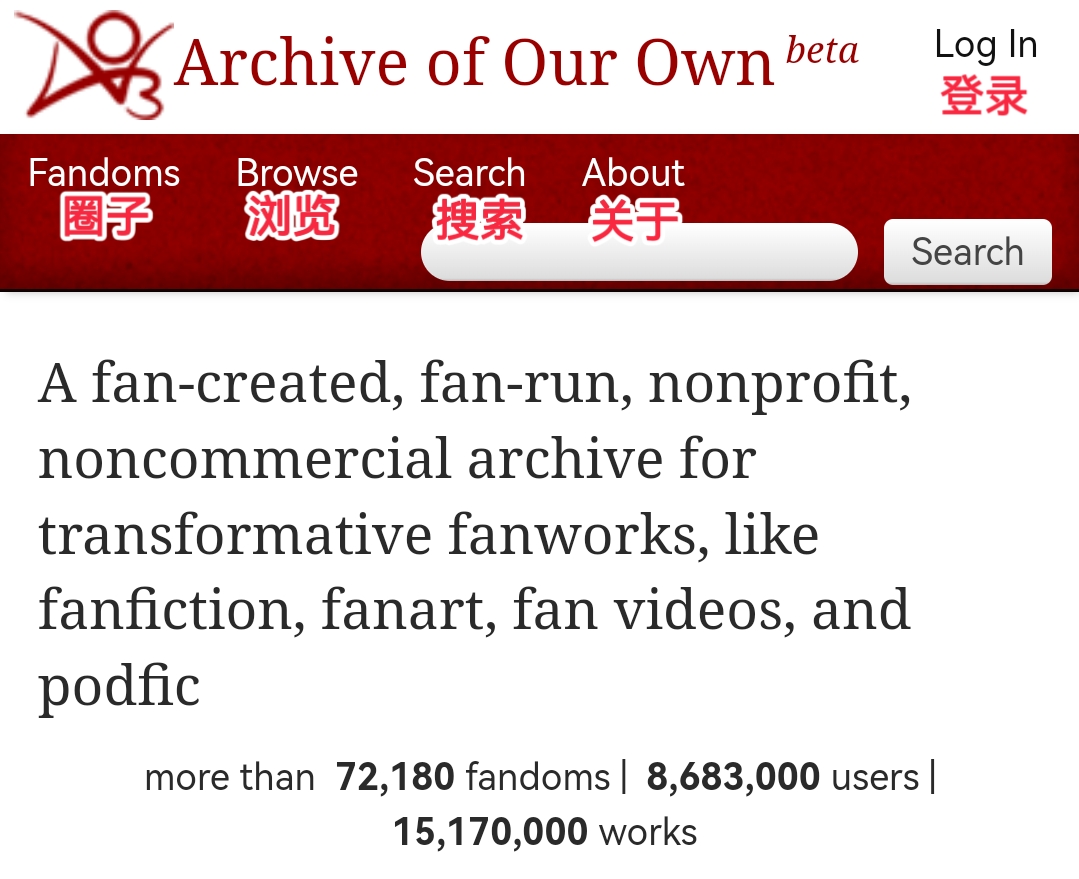 Archive of Our Own beta
Log In
登录
Fandoms Browse Search About
圈子 浏览 搜索 关于
Search
A fan-created, fan-run, nonprofit,
noncommercial archive for
transformative fanworks, like
fanfiction, fanart, fan videos, and
podfic
more than 72,180 fandoms | 8,683,000 users |
15,170,000 works